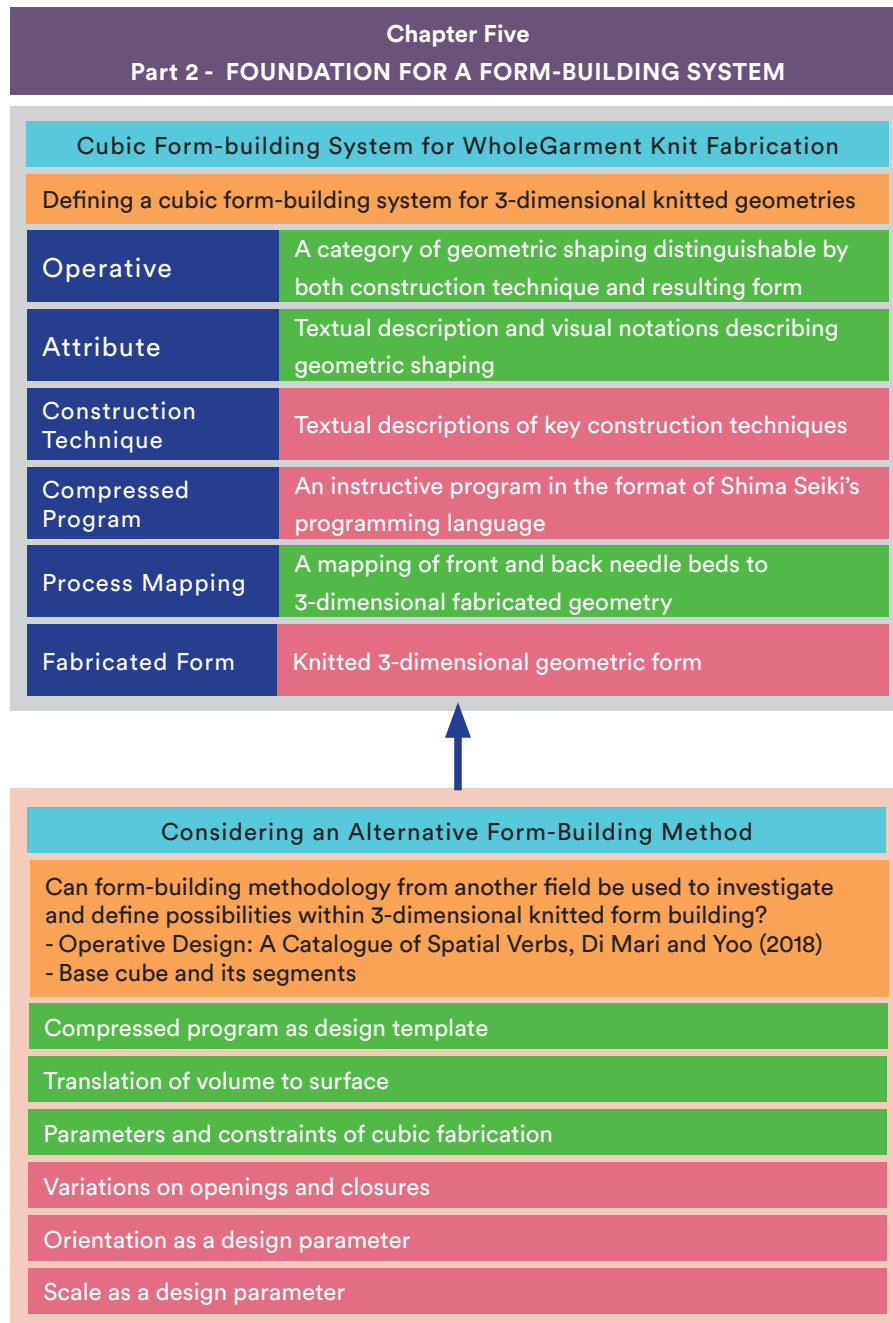 Chapter Five
Part 2 - FOUNDATION FOR A FORM-BUILDING SYSTEM
Cubic Form-building System for WholeGarment Knit Fabrication
Defining a cubic form-building system for 3-dimensional knitted geometries
Operative
A category of geometric shaping distinguishable by
both construction technique and resulting form
Attribute
Textual description and visual notations describing
geometric shaping
Construction
Technique
Textual descriptions of key construction techniques
Compressed
Program
An instructive program in the format of Shima Seiki's
programming language
Process Mapping
A mapping of front and back needle beds to
3-dimensional fabricated geometry
Fabricated Form
Knitted 3-dimensional geometric form
Considering an Alternative Form-Building Method
Can form-building methodology from another field be used to investigate
and define possibilities within 3-dimensional knitted form building?
- Operative Design: A Catalogue of Spatial Verbs, Di Mari and Yoo (2018)
- Base cube and its segments
Compressed program as design template
Translation of volume to surface
Parameters and constraints of cubic fabrication
Variations on openings and closures
Orientation as a design parameter
Scale as a design parameter